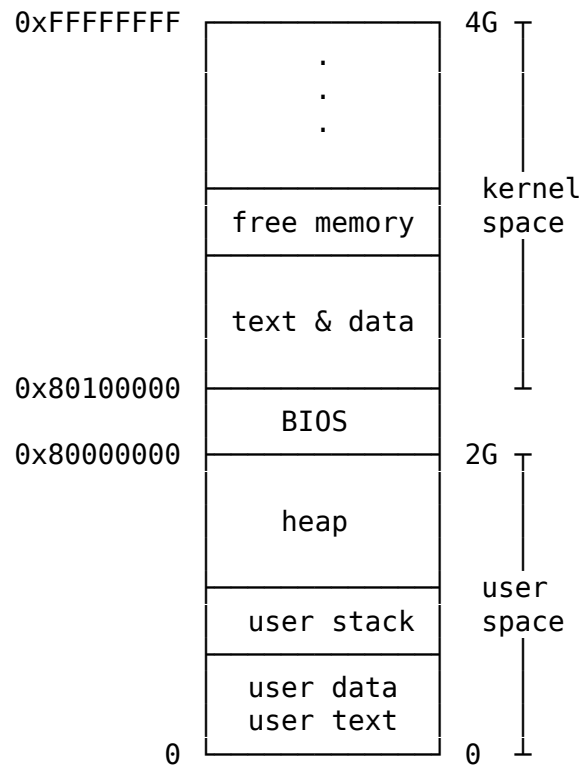 0xFFFFFFFF 4G
.
.
.
kernel
space
free memory
text & data
0x80100000
BIOS
0x80000000 2G
heap
user
space
user stack
user data
user text
0 0